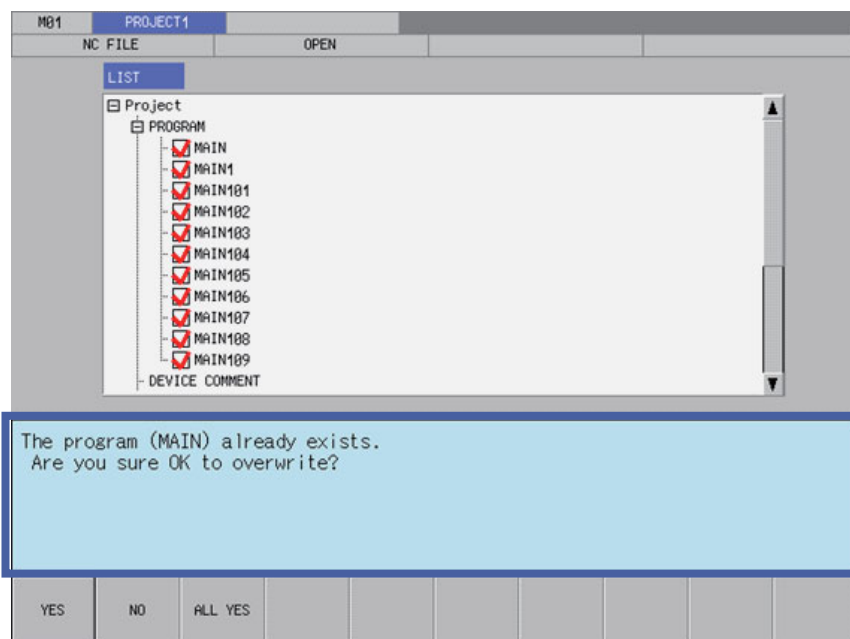 M01 PROJECT1
NC FILE OPEN
LIST
Project
PROGRAM
MAIN
MAIN1
MAIN101
MAIN102
MAIN103
MAIN104
MAIN105
MAIN106
MAIN107
MAIN108
MAIN109
DEVICE COMMENT
The program (MAIN) already exists.
Are you sure OK to overwrite?
YES NO ALL YES